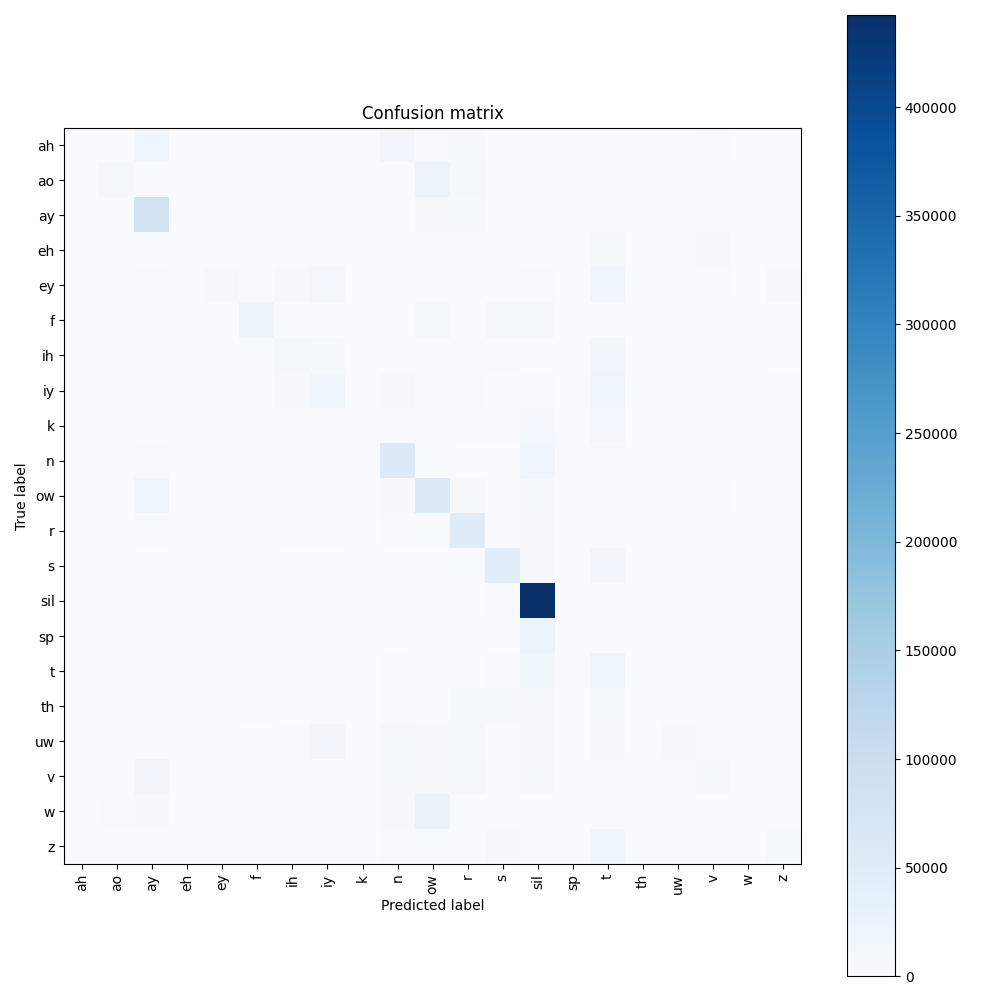 Confusion matrix
True label
ah
ao
ay
eh
ey
f
ih
iy
k
n
ow
r
s
sil
sp
t
th
uw
v
w
z
ah ao ay eh ey f ih iy k n ow r s sil sp t th uw v w z
Predicted label
400000
350000
300000
250000
200000
150000
100000
50000
0